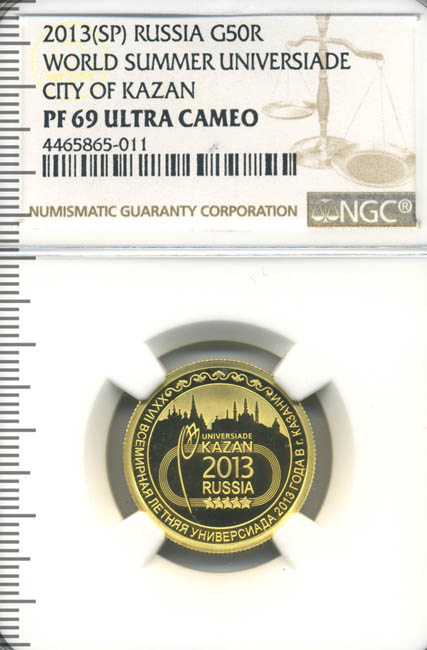 2013(SP) RUSSIA G50R
WORLD SUMMER UNIVERSIADE
CITY OF KAZAN
PF 69 ULTRA CAMEO
4465865-011
NUMISMATIC GUARANTY CORPORATION
NGC®
XXVII ВСЕМИРНАЯ ЛЕТНЯЯ УНИВЕРСИАДА 2013 ГОДА В г. КАЗАНИ
UNIVERSIADE
KAZAN
2013
RUSSIA